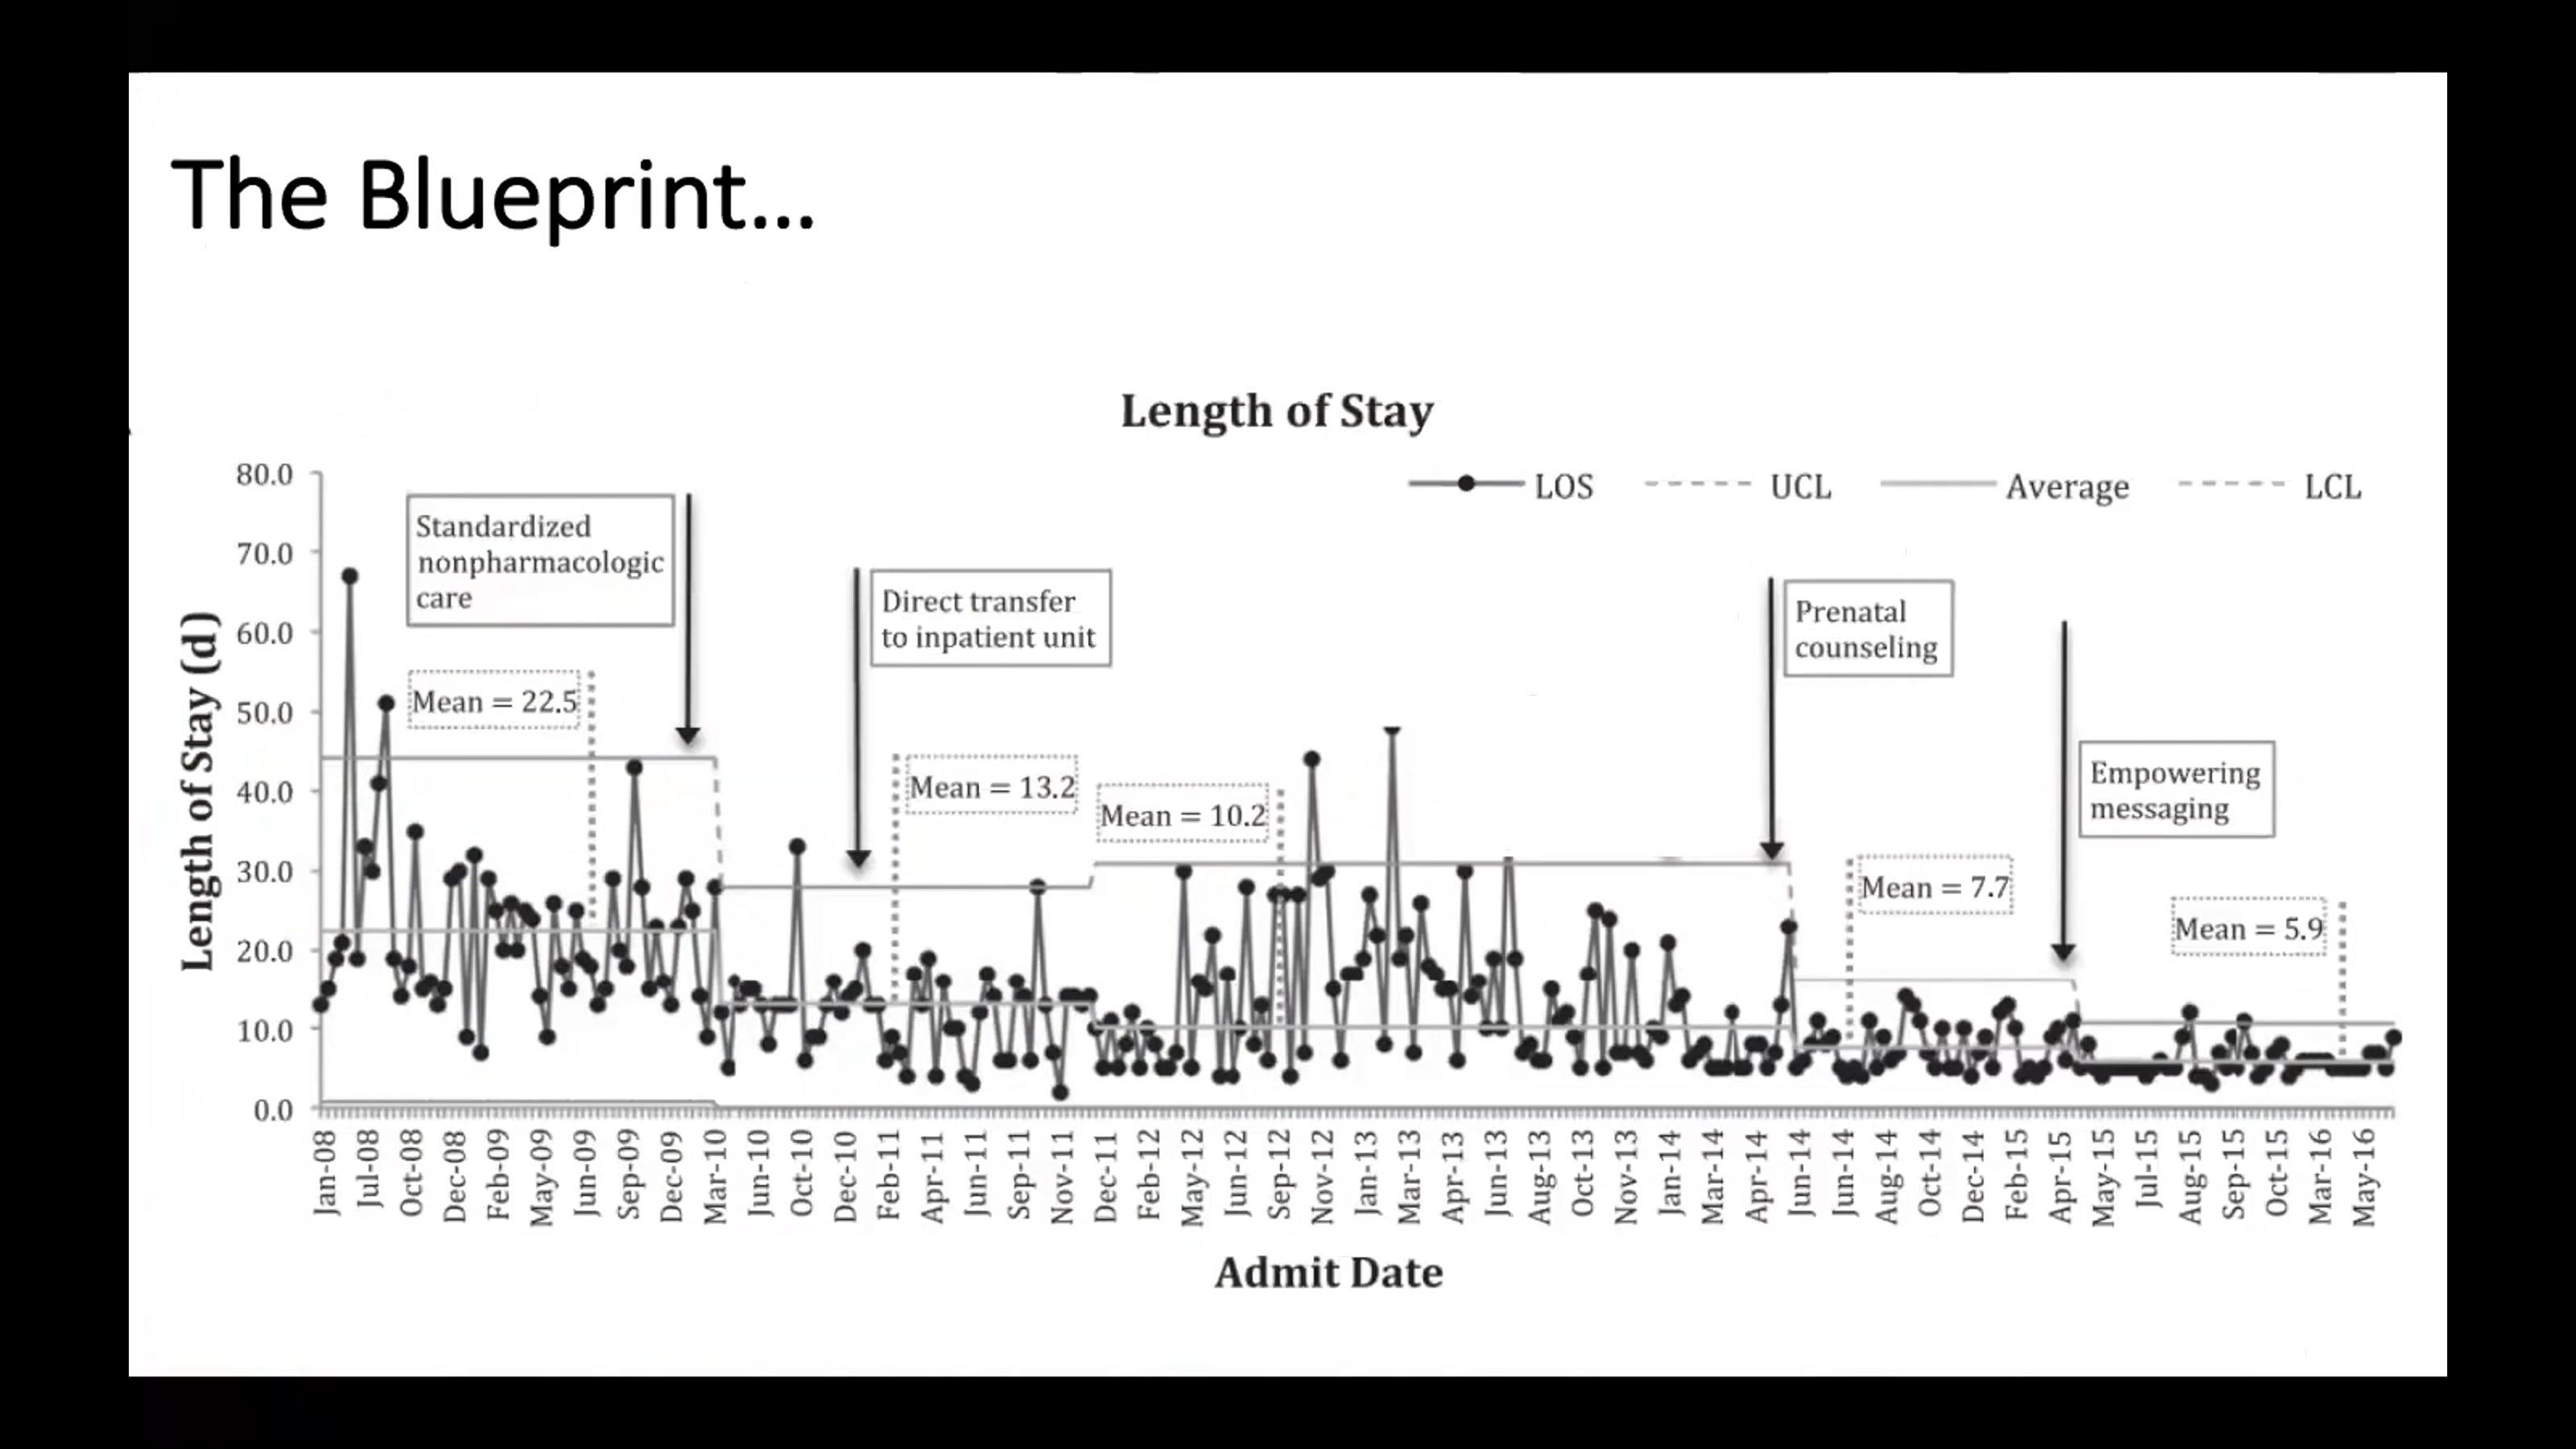 The Blueprint...
Length of Stay
LOS
UCL
Average
LCL
Length of Stay (d)
80.0
70.0
60.0
50.0
40.0
30.0
20.0
10.0
0.0
Standardized
nonpharmacologic
care
Mean = 22.5
Direct transfer
to inpatient unit
Mean = 13.2
Mean = 10.2
Prenatal
counseling
Mean = 7.7
Empowering
messaging
Mean = 5.9
Jan-08
Jul-08
Oct-08
Dec-08
Feb-09
May-09
Jun-09
Sep-09
Dec-09
Mar-10
Jun-10
Oct-10
Dec-10
Feb-11
Apr-11
Jun-11
Sep-11
Nov-11
Dec-11
Feb-12
May-12
Jun-12
Sep-12
Nov-12
Jan-13
Mar-13
Apr-13
Jun-13
Aug-13
Oct-13
Nov-13
Jan-14
Mar-14
Apr-14
Jun-14
Jun-14
Aug-14
Oct-14
Dec-14
Feb-15
Apr-15
May-15
Jul-15
Aug-15
Sep-15
Oct-15
Mar-16
May-16
Admit Date